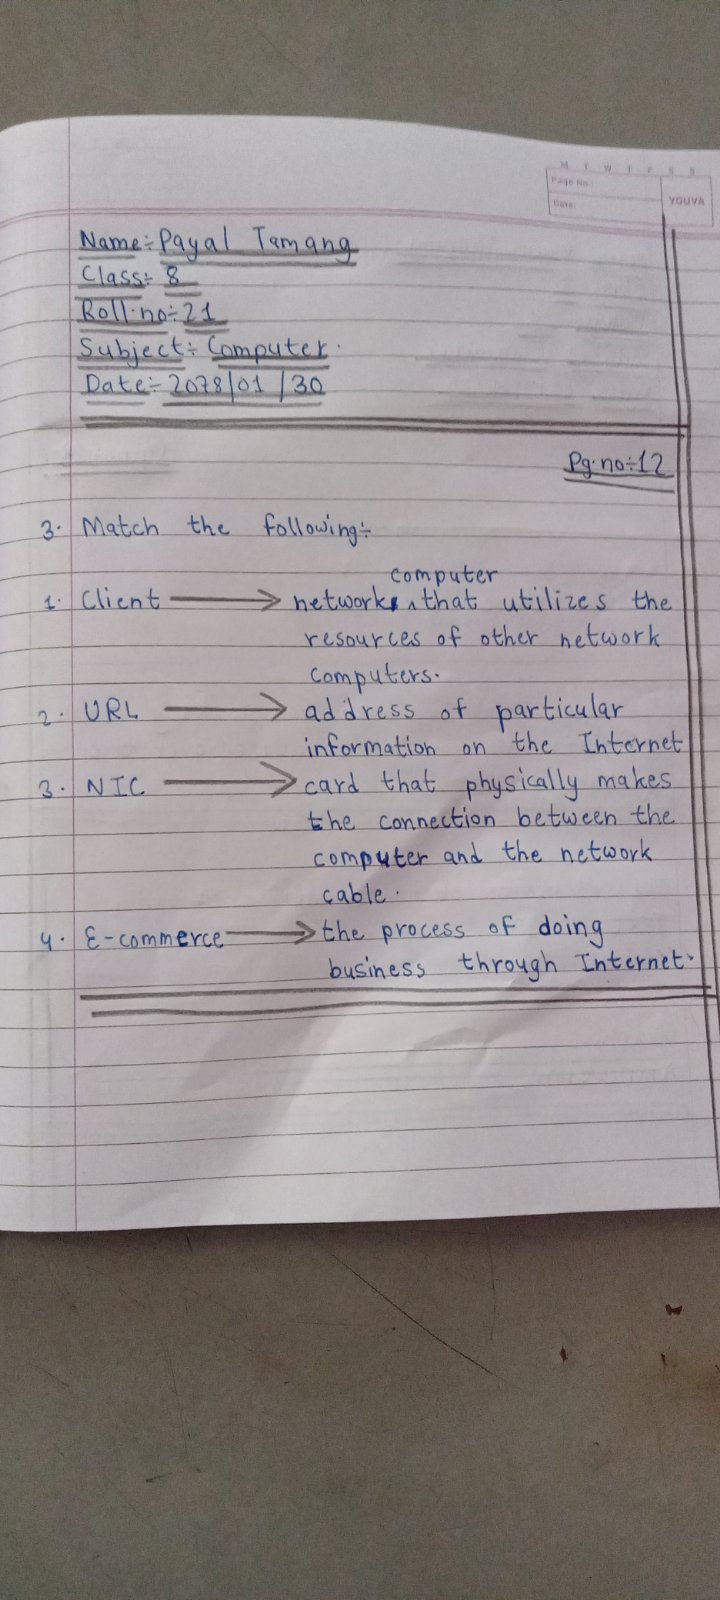 M T W T F S S
Page No.:
Date:
YOUVA
Name:- Payal Tamang
Class:- 8
Roll.no:- 21
Subject:- Computer.
Date:- 2078/01/30
Pg.no:-12
3. Match the following:-
computer
1. Client → network ^ that utilizes the
resources of other network
computers.
2. URL → address of particular
information on the Internet
3. NIC → card that physically makes
the connection between the
computer and the network
cable.
4. E-commerce → the process of doing
business through Internet.